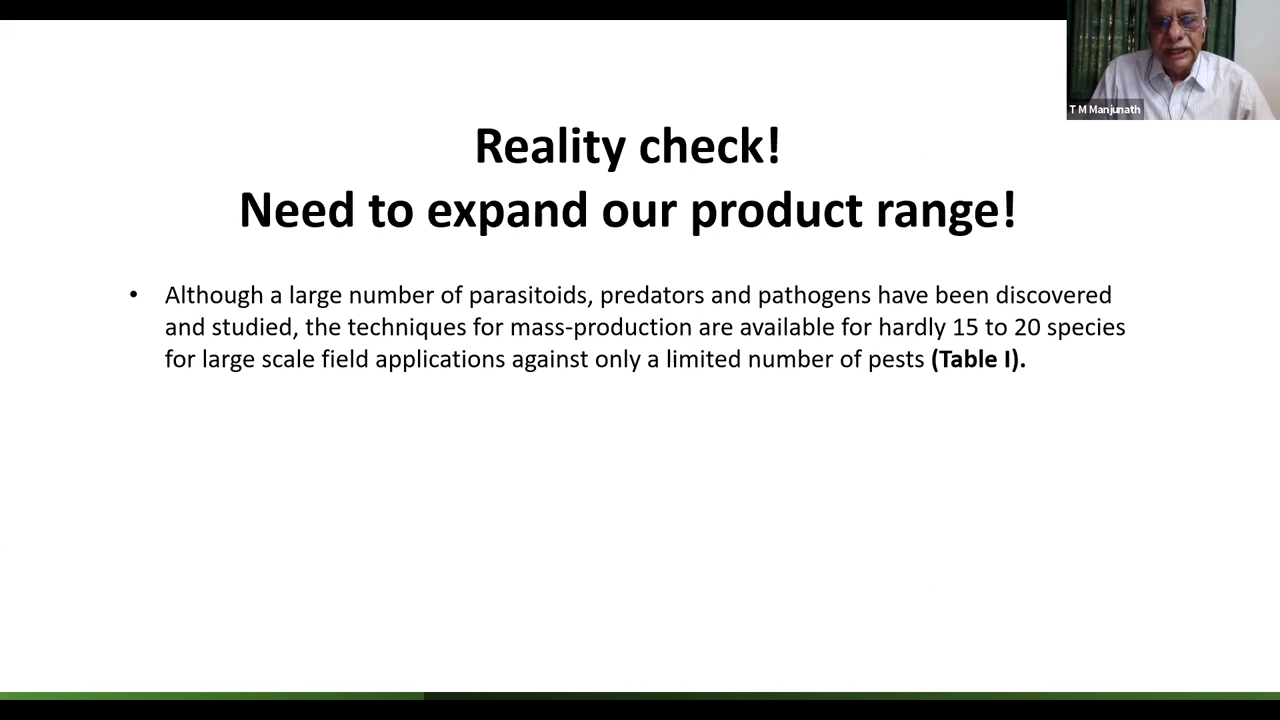 T M Manjunath
Reality check!
Need to expand our product range!
• Although a large number of parasitoids, predators and pathogens have been discovered
and studied, the techniques for mass-production are available for hardly 15 to 20 species
for large scale field applications against only a limited number of pests (Table I).